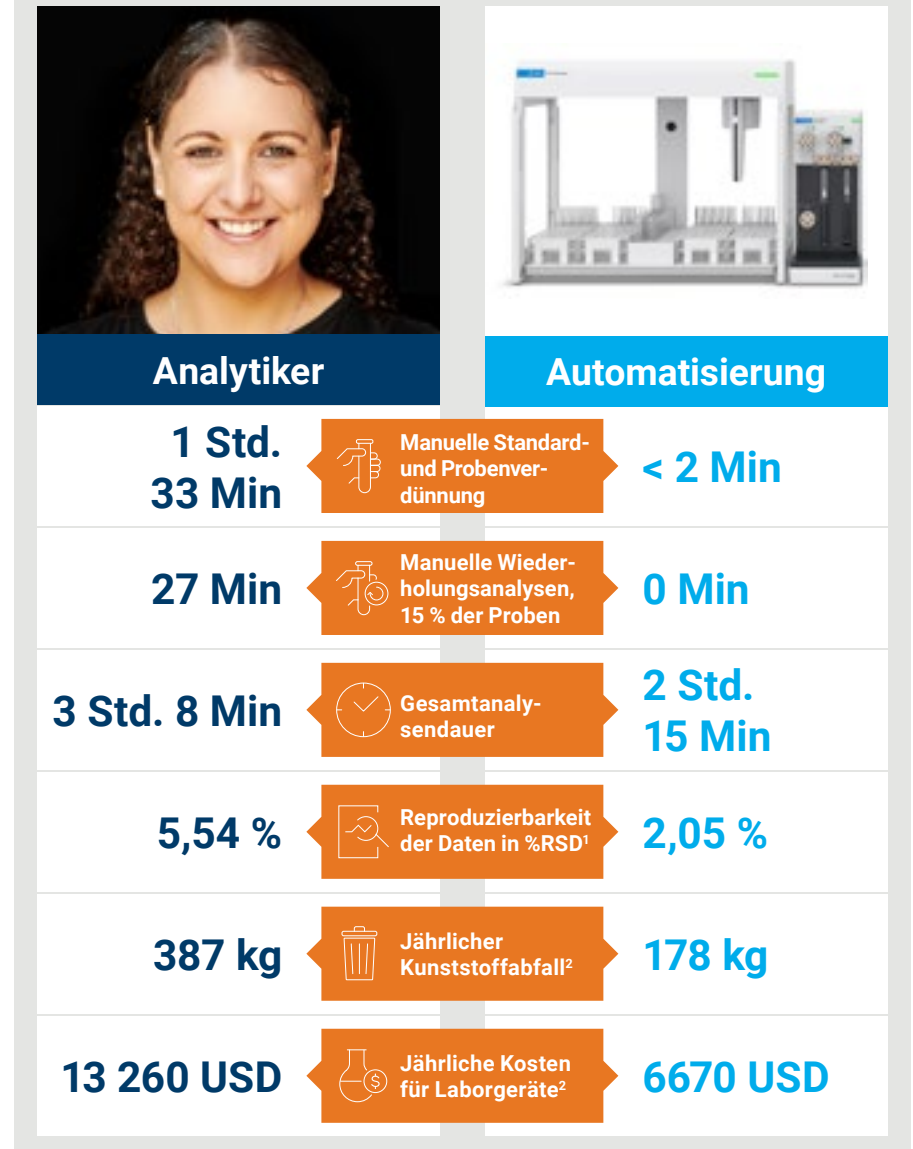 Analytiker
Automatisierung
1 Std.
33 Min
Manuelle Standard-
und Probenver-
dünnung
< 2 Min
27 Min
Manuelle Wieder-
holungsanalysen,
15 % der Proben
0 Min
3 Std. 8 Min
Gesamtanaly-
sendauer
2 Std.
15 Min
5,54 %
Reproduzierbarkeit
der Daten in %RSD¹
2,05 %
387 kg
Jährlicher
Kunststoffabfall²
178 kg
13 260 USD
$
Jährliche Kosten
für Laborgeräte²
6670 USD